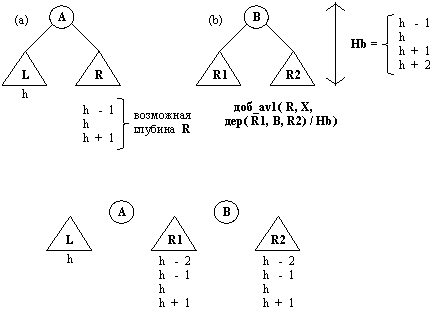 (a) A (b) B
h - 1
h
Hb =
h + 1
h + 2
L R R1 R2
h
h - 1
h
h + 1
возможная
глубина R
доб_avl( R, X,
дер( R1, B, R2) / Hb)
A B
L R1 R2
h h - 2 h - 2
h - 1 h - 1
h h
h + 1 h + 1